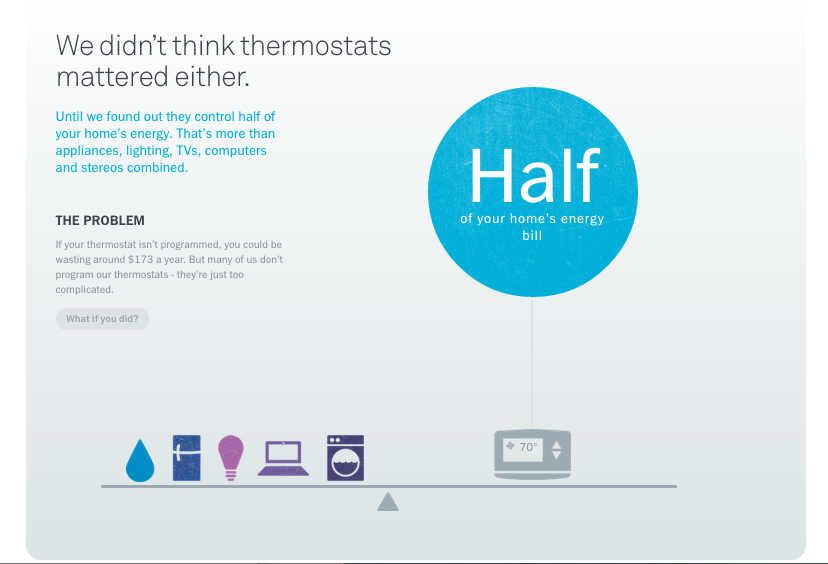 We didn't think thermostats
mattered either.
Until we found out they control half of
your home's energy. That's more than
appliances, lighting, TVs, computers
and stereos combined.
THE PROBLEM
If your thermostat isn't programmed, you could be
wasting around $173 a year. But many of us don't
program our thermostats - they're just too
complicated.
What if you did?
Half
of your home's energy
bill
70°